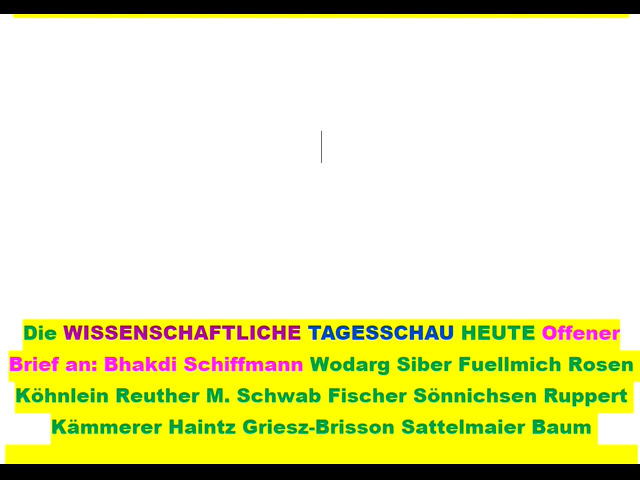 Die WISSENSCHAFTLICHE TAGESSCHAU HEUTE Offener
Brief an: Bhakdi Schiffmann Wodarg Siber Fuellmich Rosen
Köhnlein Reuther M. Schwab Fischer Sönnichsen Ruppert
Kämmerer Haintz Griesz-Brisson Sattelmaier Baum